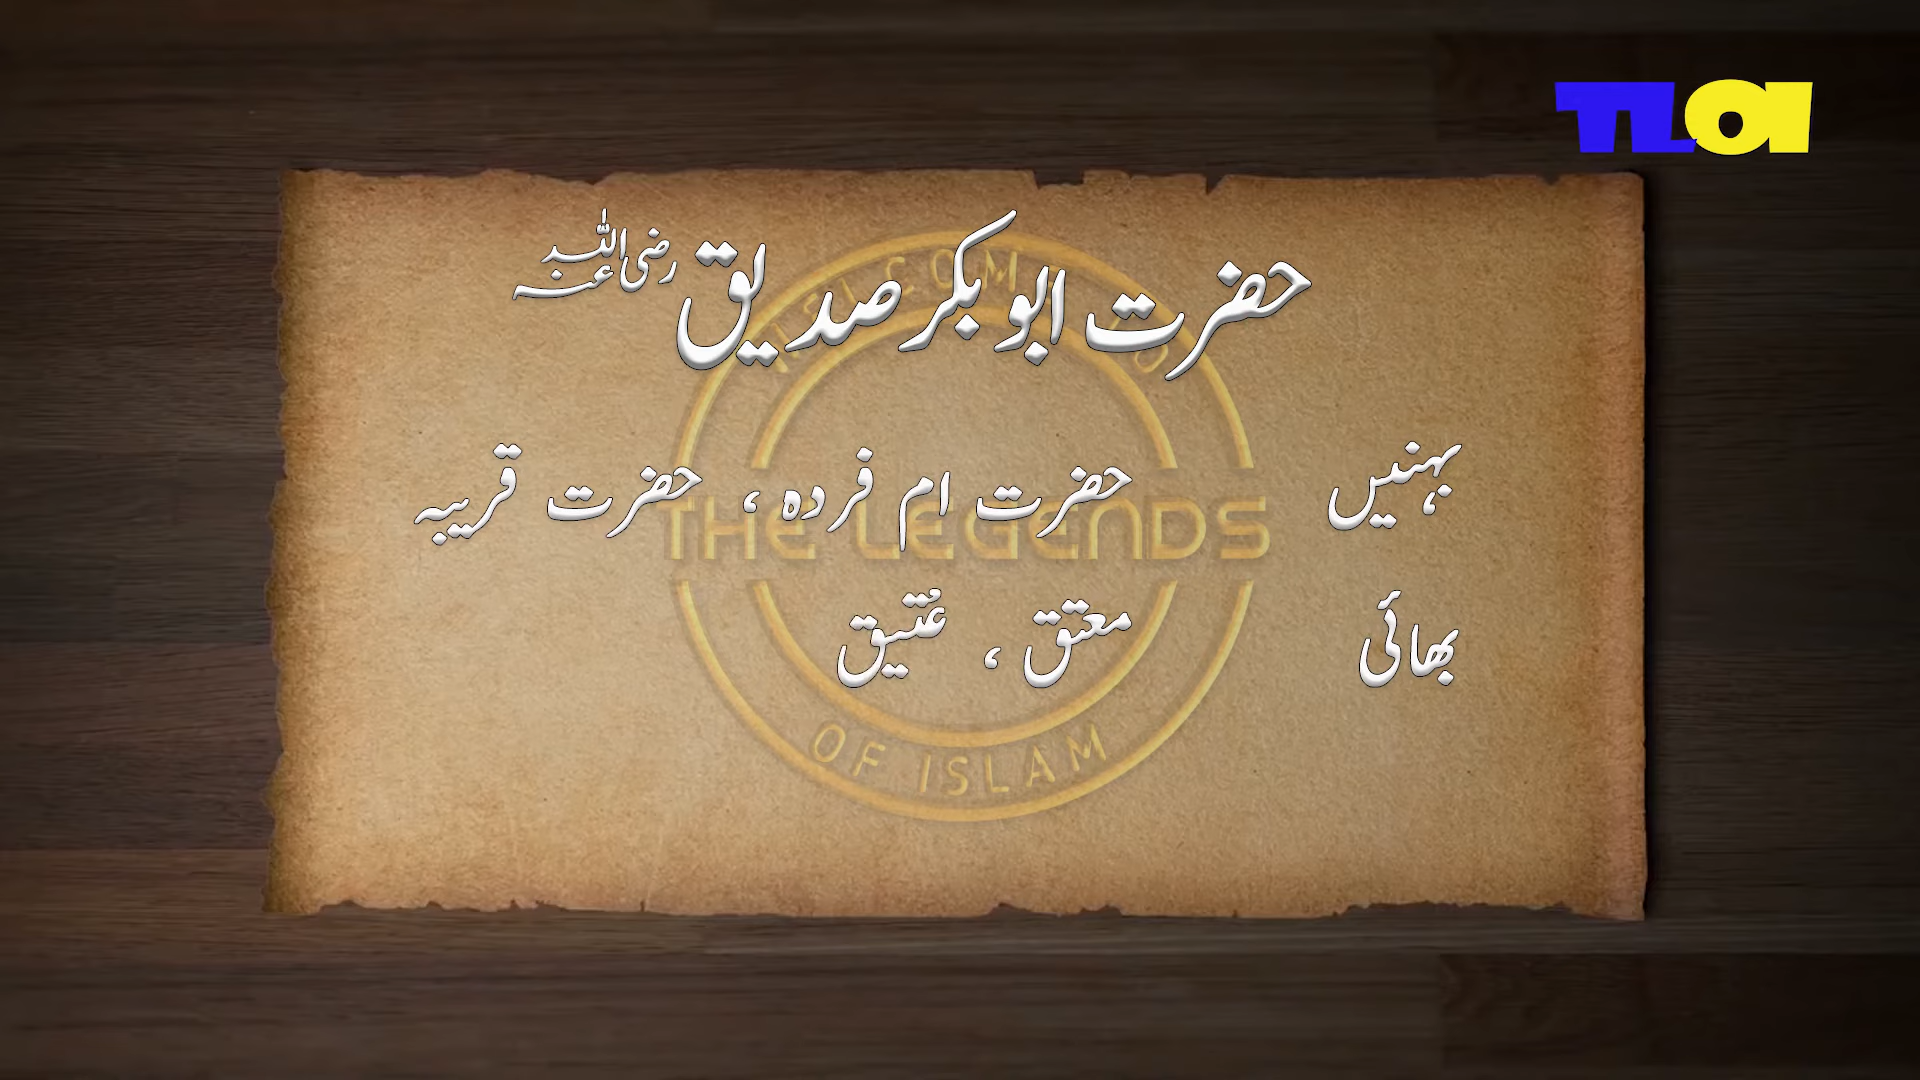 TLOI
حضرت ابوبکر صدیق رضی اللہ عنہ
بہنیں حضرت ام فردہ ، حضرت قریبہ
THE LEGENDS
بھائی معتق ، عُتیق
OF ISLAM